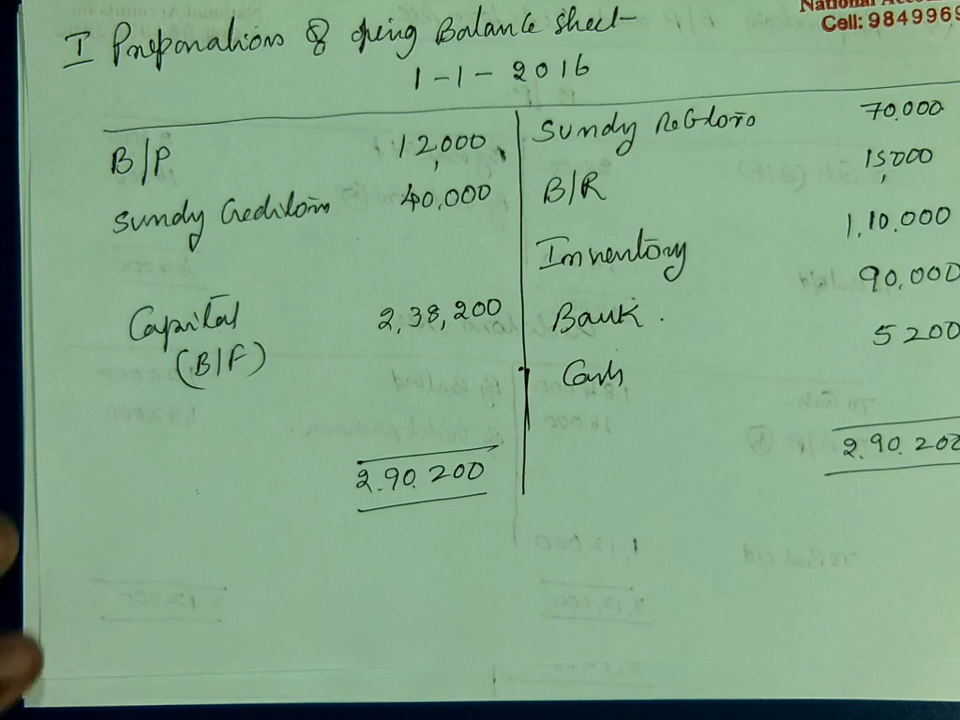 National
Cell: 984996
I Preparation of Opening Balance Sheet
1-1-2016
B/P 12,000
Sundry Creditors 40,000
Capital 2,38,200
(B/F)
2.90.200
Sundry Debtors 70.000
B/R 15,000
Inventory 1,10.000
Bank. 90,000
Cash 5200
2.90.200